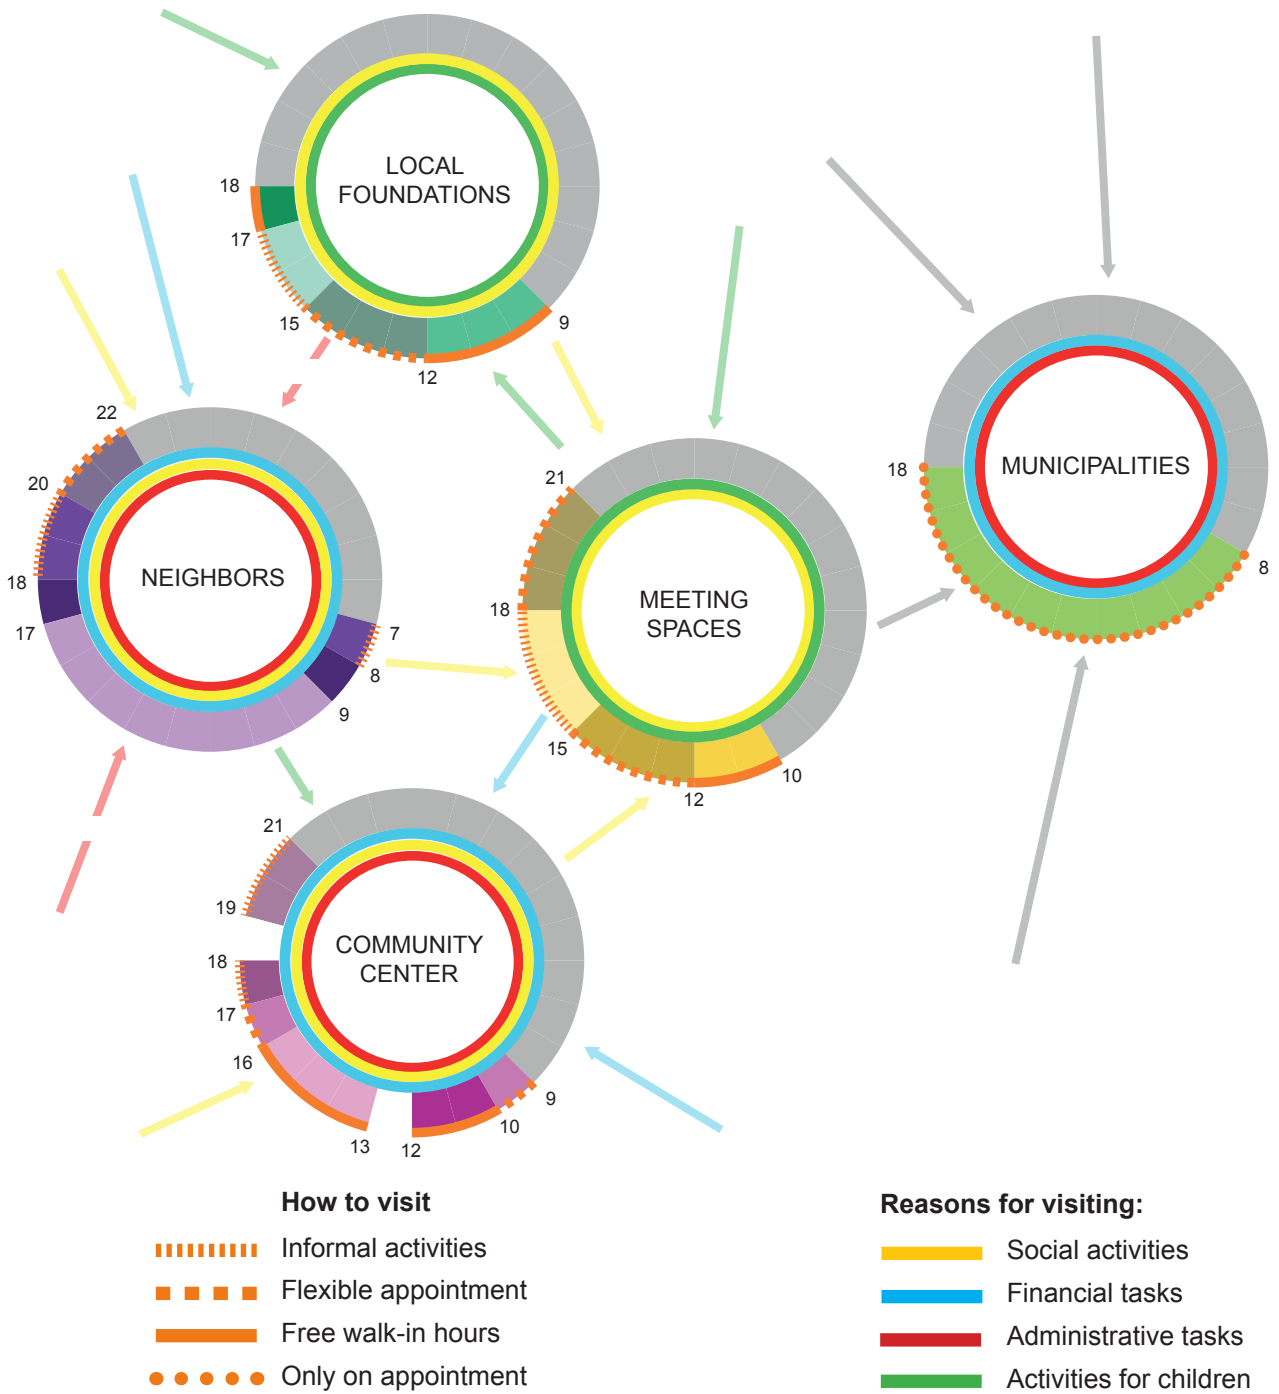 LOCAL
FOUNDATIONS
18
17
15
12
9
MUNICIPALITIES
18
8
NEIGHBORS
22
20
18
17
7
8
9
MEETING
SPACES
21
18
15
12
10
COMMUNITY
CENTER
21
19
18
17
16
13
12
10
9
How to visit
Informal activities
Flexible appointment
Free walk-in hours
Only on appointment
Reasons for visiting:
Social activities
Financial tasks
Administrative tasks
Activities for children